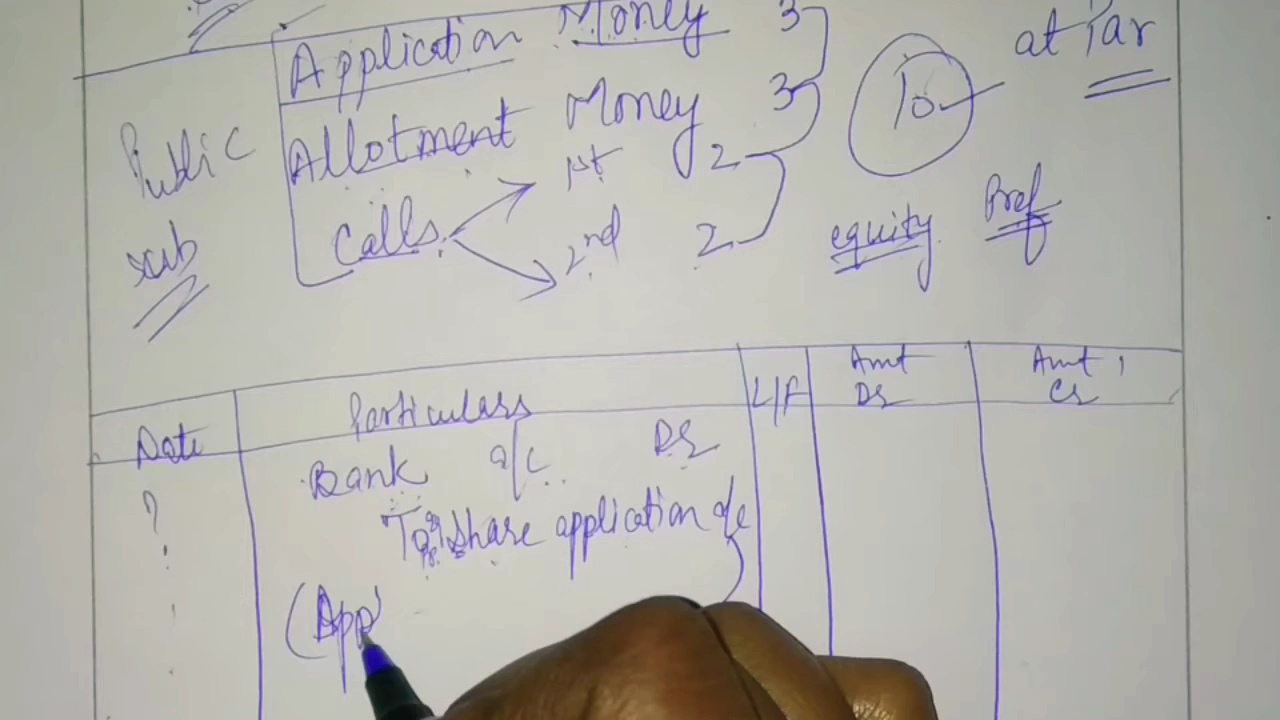 Application Money 3
Allotment Money 3
Calls 1st 2
2nd 2
Public
sub
10
at Par
equity Pref
Date Particulars L/F Amt Dr Amt Cr
? Bank a/c Dr
To share application a/c
(App